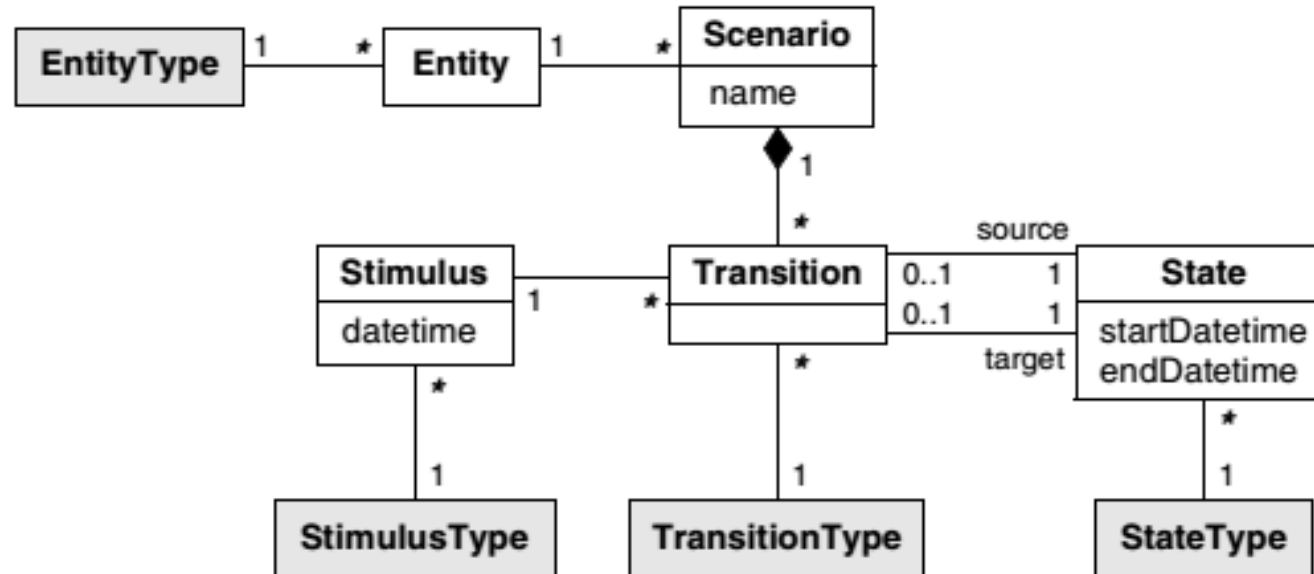 EntityType
1
*
Entity
1
*
Scenario
name
1
*
Stimulus
datetime
1
*
Transition
source
0..1
1
0..1
1
target
State
startDatetime
endDatetime
*
1
*
1
*
1
StimulusType
TransitionType
StateType